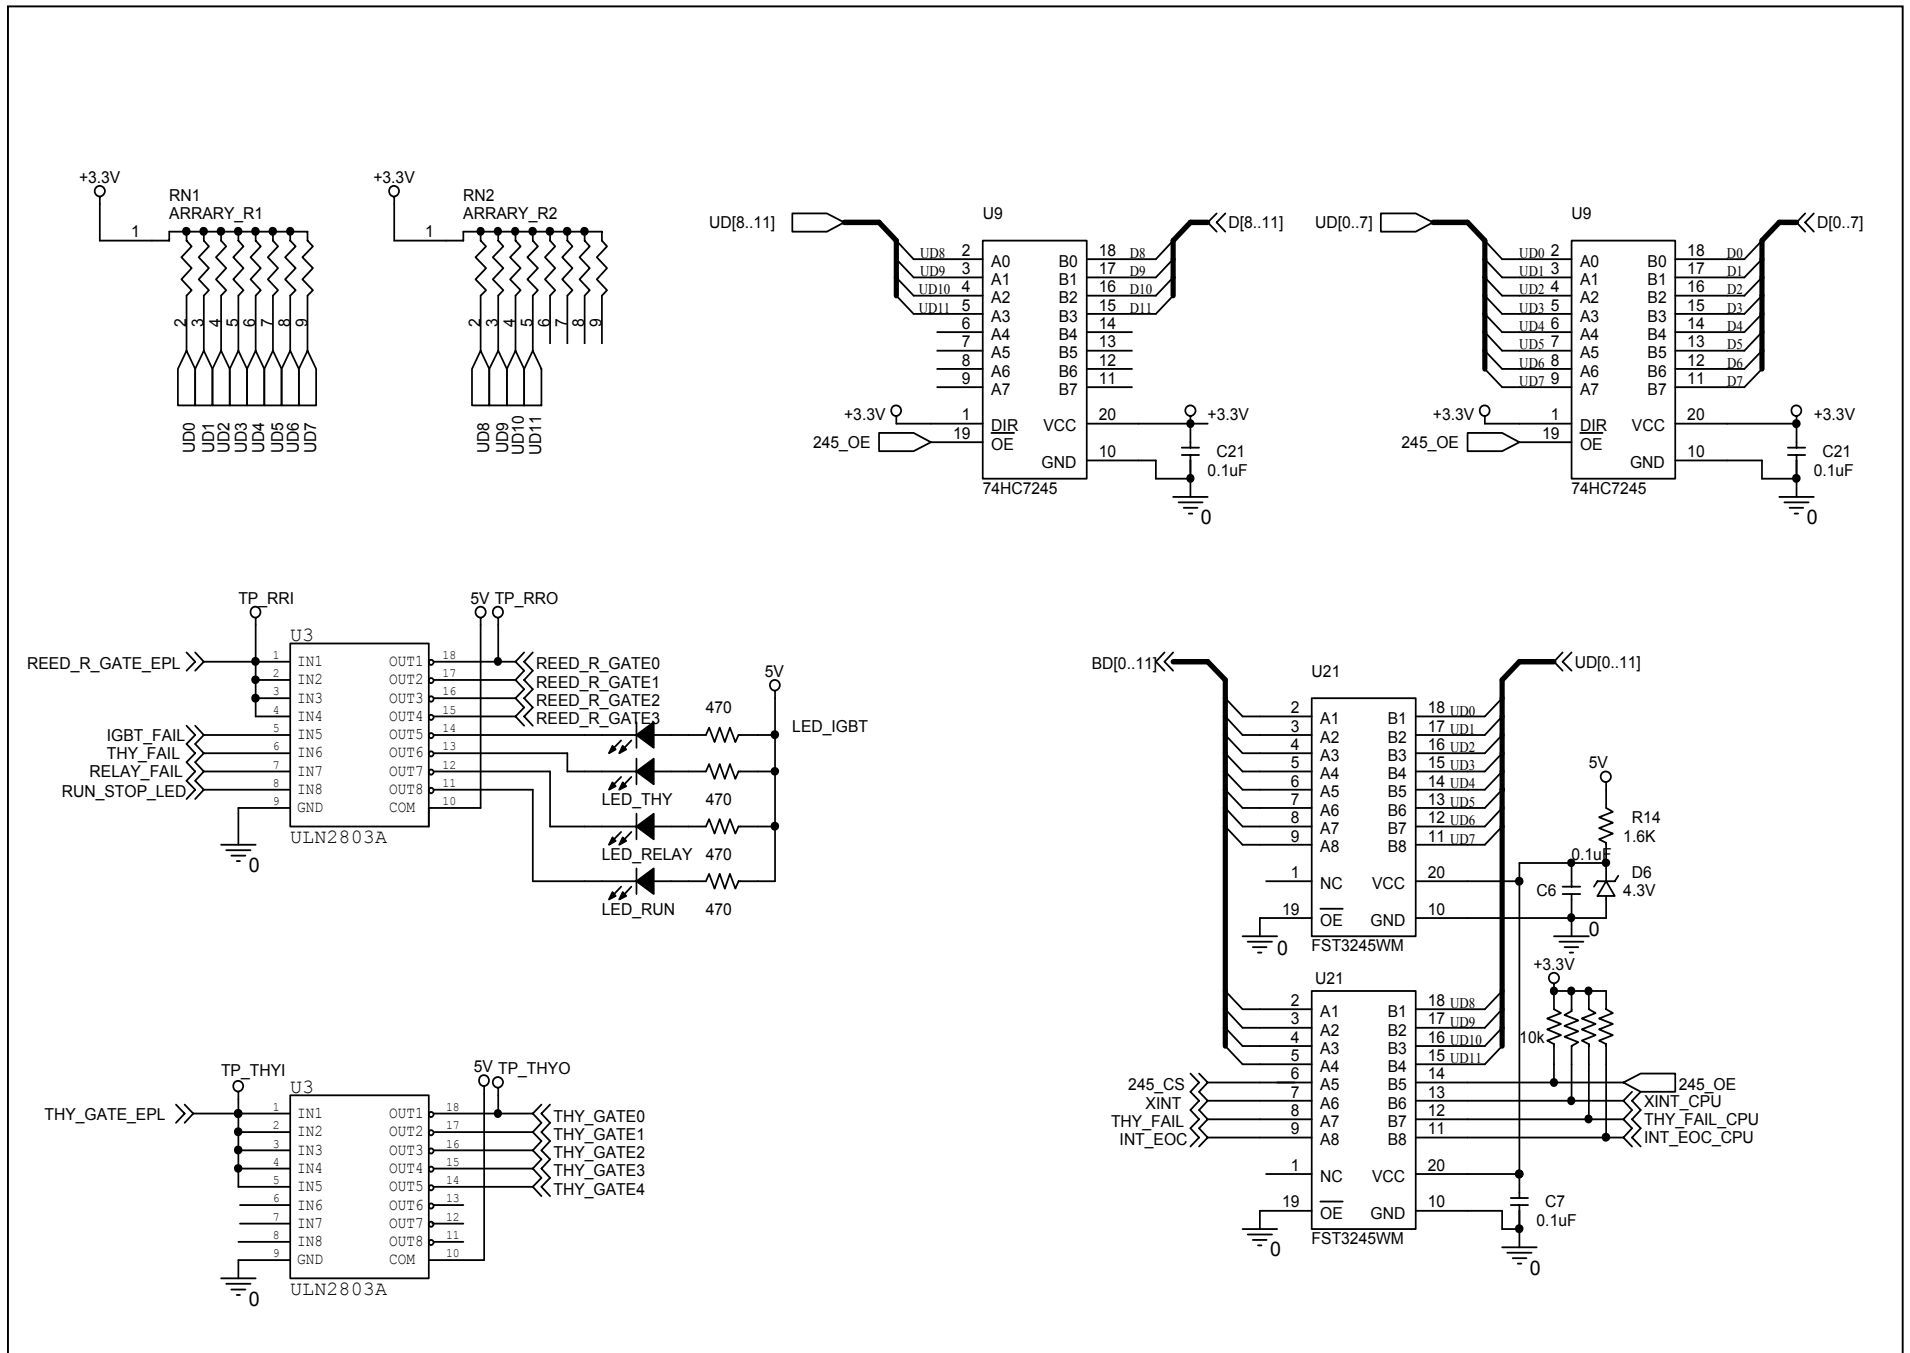 +3.3V
RN1
ARRARY_R1
1
2 3 4 5 6 7 8 9
UD0 UD1 UD2 UD3 UD4 UD5 UD6 UD7
+3.3V
RN2
ARRARY_R2
1
2 3 4 5 6 7 8 9
UD8 UD9 UD10 UD11
UD[8..11]
U9
D[8..11]
UD8 2 A0 B0 18 D8
UD9 3 A1 B1 17 D9
UD10 4 A2 B2 16 D10
UD11 5 A3 B3 15 D11
6 A4 B4 14
7 A5 B5 13
8 A6 B6 12
9 A7 B7 11
+3.3V 1 DIR VCC 20 +3.3V
245_OE 19 OE
GND 10
C21
0.1uF
74HC7245
0
UD[0..7]
U9
D[0..7]
UD0 2 A0 B0 18 D0
UD1 3 A1 B1 17 D1
UD2 4 A2 B2 16 D2
UD3 5 A3 B3 15 D3
UD4 6 A4 B4 14 D4
UD5 7 A5 B5 13 D5
UD6 8 A6 B6 12 D6
UD7 9 A7 B7 11 D7
+3.3V 1 DIR VCC 20 +3.3V
245_OE 19 OE
GND 10
C21
0.1uF
74HC7245
0
TP_RRI
5V TP_RRO
U3
REED_R_GATE_EPL 1 IN1 OUT1 18 REED_R_GATE0
2 IN2 OUT2 17 REED_R_GATE1
3 IN3 OUT3 16 REED_R_GATE2
4 IN4 OUT4 15 REED_R_GATE3
IGBT_FAIL 5 IN5 OUT5 14
THY_FAIL 6 IN6 OUT6 13
RELAY_FAIL 7 IN7 OUT7 12
RUN_STOP_LED 8 IN8 OUT8 11
9 GND COM 10
ULN2803A
0
5V
470
LED_IGBT
LED_THY 470
LED_RELAY 470
LED_RUN 470
TP_THYI
5V TP_THYO
U3
THY_GATE_EPL 1 IN1 OUT1 18 THY_GATE0
2 IN2 OUT2 17 THY_GATE1
3 IN3 OUT3 16 THY_GATE2
4 IN4 OUT4 15 THY_GATE3
5 IN5 OUT5 14 THY_GATE4
6 IN6 OUT6 13
7 IN7 OUT7 12
8 IN8 OUT8 11
9 GND COM 10
ULN2803A
0
BD[0..11]
U21
UD[0..11]
2 A1 B1 18 UD0
3 A2 B2 17 UD1
4 A3 B3 16 UD2
5 A4 B4 15 UD3
6 A5 B5 14 UD4
7 A6 B6 13 UD5
8 A7 B7 12 UD6
9 A8 B8 11 UD7
1 NC VCC 20
19 OE GND 10
FST3245WM
0
5V
R14
1.6K
0.1uF
C6
D6
4.3V
0
U21
+3.3V
10k
2 A1 B1 18 UD8
3 A2 B2 17 UD9
4 A3 B3 16 UD10
5 A4 B4 15 UD11
245_CS 6 A5 B5 14 245_OE
XINT 7 A6 B6 13 XINT_CPU
THY_FAIL 8 A7 B7 12 THY_FAIL_CPU
INT_EOC 9 A8 B8 11 INT_EOC_CPU
1 NC VCC 20
19 OE GND 10
FST3245WM
0
C7
0.1uF
0